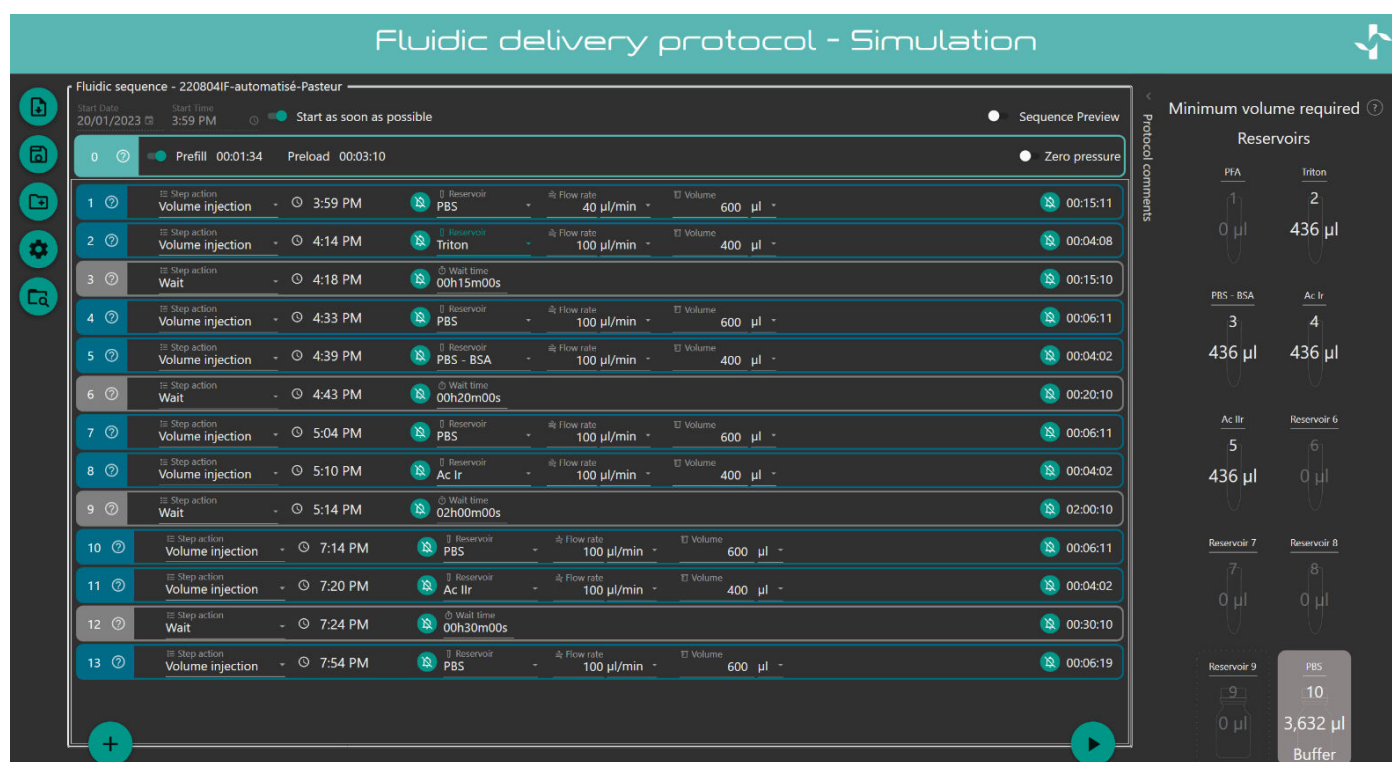 Fluidic delivery protocol - Simulation
Fluidic sequence - 220804IF-automatisé-Pasteur
Start Date Start Time
20/01/2023 3:59 PM Start as soon as possible Sequence Preview
0 Prefill 00:01:34 Preload 00:03:10 Zero pressure
Step action Reservoir Flow rate Volume
1 Volume injection 3:59 PM PBS 40 µl/min 600 µl 00:15:11
Step action Reservoir Flow rate Volume
2 Volume injection 4:14 PM Triton 100 µl/min 400 µl 00:04:08
Step action Wait time
3 Wait 4:18 PM 00h15m00s 00:15:10
Step action Reservoir Flow rate Volume
4 Volume injection 4:33 PM PBS 100 µl/min 600 µl 00:06:11
Step action Reservoir Flow rate Volume
5 Volume injection 4:39 PM PBS - BSA 100 µl/min 400 µl 00:04:02
Step action Wait time
6 Wait 4:43 PM 00h20m00s 00:20:10
Step action Reservoir Flow rate Volume
7 Volume injection 5:04 PM PBS 100 µl/min 600 µl 00:06:11
Step action Reservoir Flow rate Volume
8 Volume injection 5:10 PM Ac Ir 100 µl/min 400 µl 00:04:02
Step action Wait time
9 Wait 5:14 PM 02h00m00s 02:00:10
Step action Reservoir Flow rate Volume
10 Volume injection 7:14 PM PBS 100 µl/min 600 µl 00:06:11
Step action Reservoir Flow rate Volume
11 Volume injection 7:20 PM Ac IIr 100 µl/min 400 µl 00:04:02
Step action Wait time
12 Wait 7:24 PM 00h30m00s 00:30:10
Step action Reservoir Flow rate Volume
13 Volume injection 7:54 PM PBS 100 µl/min 600 µl 00:06:19
Protocol comments
Minimum volume required
Reservoirs
PFA Triton
1 2
0 µl 436 µl
PBS - BSA Ac Ir
3 4
436 µl 436 µl
Ac IIr Reservoir 6
5 6
436 µl 0 µl
Reservoir 7 Reservoir 8
7 8
0 µl 0 µl
Reservoir 9 PBS
9 10
0 µl 3,632 µl
Buffer